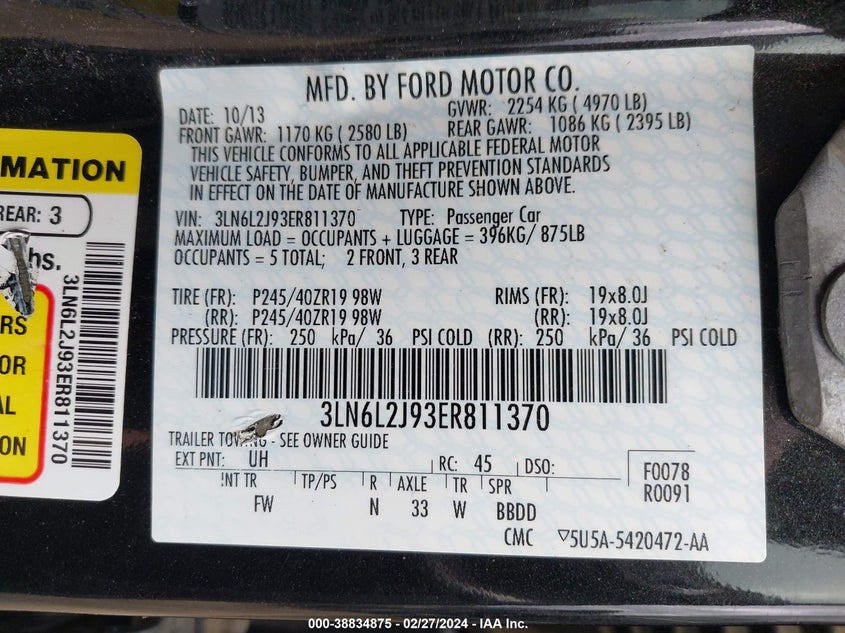 MFD. BY FORD MOTOR CO.
DATE: 10/13 GVWR: 2254 KG ( 4970 LB)
FRONT GAWR: 1170 KG ( 2580 LB) REAR GAWR: 1086 KG ( 2395 LB)
THIS VEHICLE CONFORMS TO ALL APPLICABLE FEDERAL MOTOR
VEHICLE SAFETY, BUMPER, AND THEFT PREVENTION STANDARDS
IN EFFECT ON THE DATE OF MANUFACTURE SHOWN ABOVE.
VIN: 3LN6L2J93ER811370 TYPE: Passenger Car
MAXIMUM LOAD = OCCUPANTS + LUGGAGE = 396KG/ 875LB
OCCUPANTS = 5 TOTAL; 2 FRONT, 3 REAR
TIRE (FR): P245/40ZR19 98W RIMS (FR): 19x8.0J
(RR): P245/40ZR19 98W (RR): 19x8.0J
PRESSURE (FR): 250 kPa/ 36 PSI COLD (RR): 250 kPa/ 36 PSI COLD
3LN6L2J93ER811370
TRAILER TOWING - SEE OWNER GUIDE
EXT PNT: UH RC: 45 DSO: F0078
R0091
INT TR TP/PS R AXLE TR SPR
FW N 33 W BBDD
CMC ▽5U5A-5420472-AA
REAR: 3
3LN6L2J93ER811370
000-38834875 - 02/27/2024 - IAA Inc.